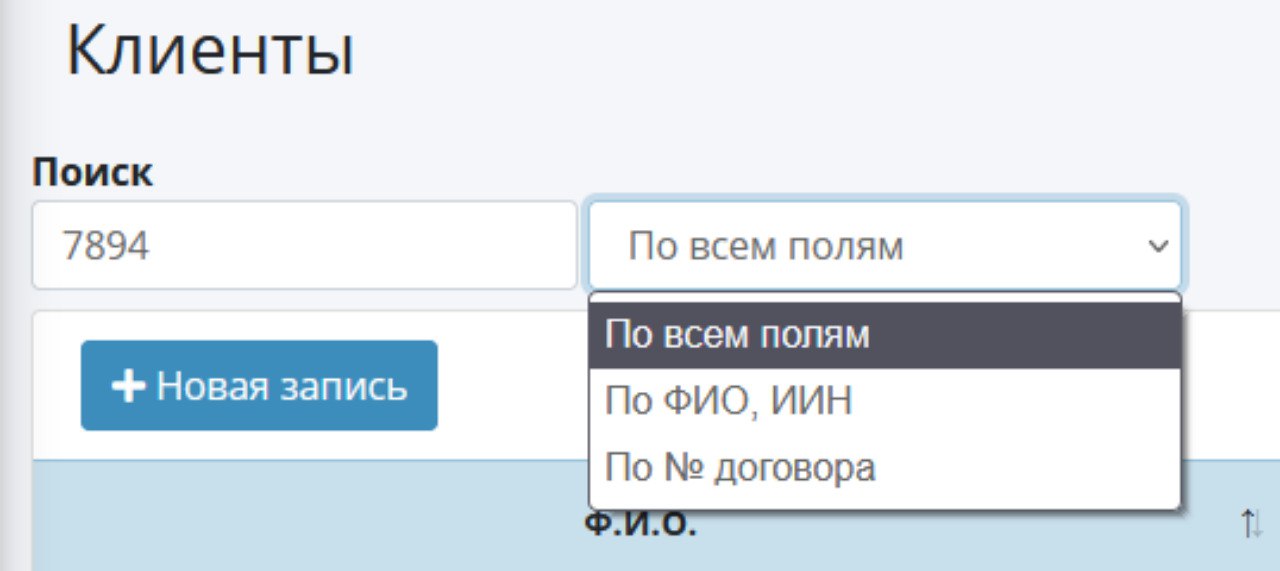 Клиенты
Поиск
7894
По всем полям
По всем полям
По ФИО, ИИН
По № договора
Новая запись
Ф.И.О.